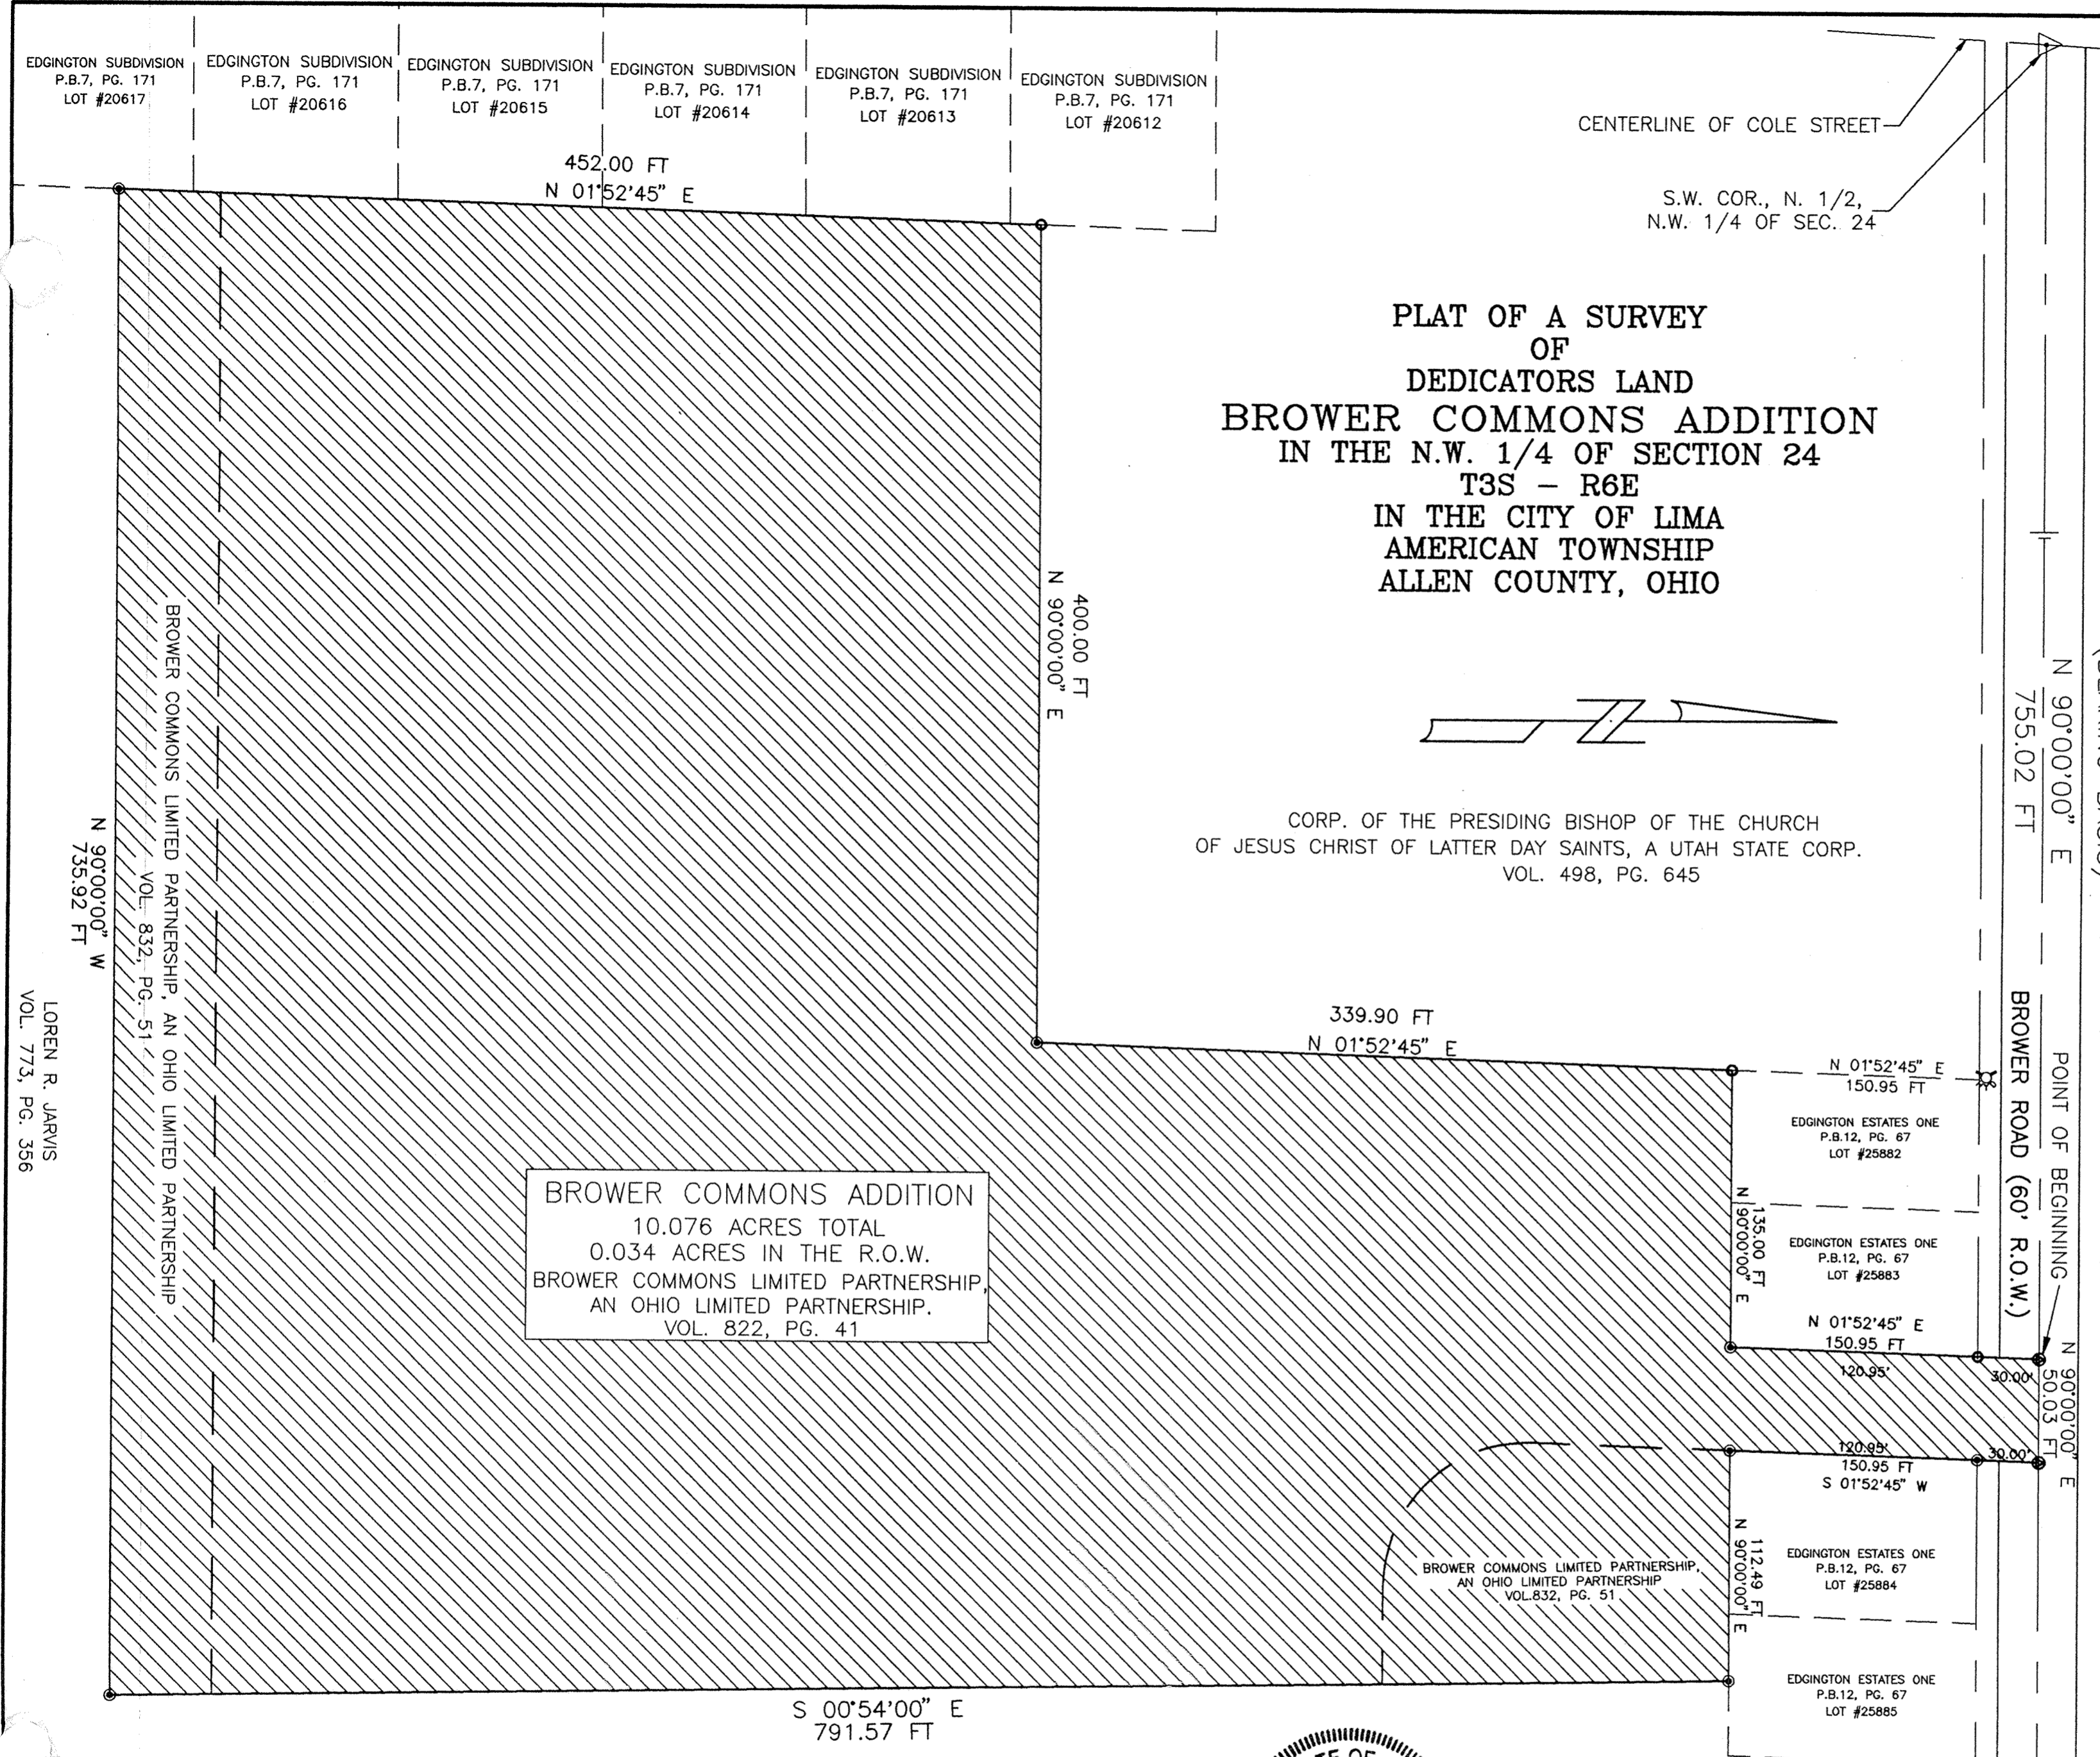 EDGINGTON SUBDIVISION
P.B.7, PG. 171
LOT #20617
EDGINGTON SUBDIVISION
P.B.7, PG. 171
LOT #20616
EDGINGTON SUBDIVISION
P.B.7, PG. 171
LOT #20615
EDGINGTON SUBDIVISION
P.B.7, PG. 171
LOT #20614
EDGINGTON SUBDIVISION
P.B.7, PG. 171
LOT #20613
EDGINGTON SUBDIVISION
P.B.7, PG. 171
LOT #20612
CENTERLINE OF COLE STREET
S.W. COR., N. 1/2,
N.W. 1/4 OF SEC. 24
452.00 FT
N 01°52'45" E
PLAT OF A SURVEY
OF
DEDICATORS LAND
BROWER COMMONS ADDITION
IN THE N.W. 1/4 OF SECTION 24
T3S - R6E
IN THE CITY OF LIMA
AMERICAN TOWNSHIP
ALLEN COUNTY, OHIO
400.00 FT
N 90°00'00" E
N 90°00'00" E
755.02 FT
CORP. OF THE PRESIDING BISHOP OF THE CHURCH
OF JESUS CHRIST OF LATTER DAY SAINTS, A UTAH STATE CORP.
VOL. 498, PG. 645
BROWER COMMONS LIMITED PARTNERSHIP, AN OHIO LIMITED PARTNERSHIP
VOL. 832, PG. 51
N 90°00'00" W
735.92 FT
LOREN R. JARVIS
VOL. 773, PG. 356
339.90 FT
N 01°52'45" E
N 01°52'45" E
150.95 FT
EDGINGTON ESTATES ONE
P.B.12, PG. 67
LOT #25882
BROWER ROAD (60' R.O.W.)
POINT OF BEGINNING
135.00 FT
N 90°00'00" E
EDGINGTON ESTATES ONE
P.B.12, PG. 67
LOT #25883
BROWER COMMONS ADDITION
10.076 ACRES TOTAL
0.034 ACRES IN THE R.O.W.
BROWER COMMONS LIMITED PARTNERSHIP,
AN OHIO LIMITED PARTNERSHIP.
VOL. 822, PG. 41
N 01°52'45" E
150.95 FT
120.95'
30.00'
N 90°00'00" E
50.03 FT
120.95'
30.00'
150.95 FT
S 01°52'45" W
112.49 FT
N 90°00'00" E
EDGINGTON ESTATES ONE
P.B.12, PG. 67
LOT #25884
BROWER COMMONS LIMITED PARTNERSHIP,
AN OHIO LIMITED PARTNERSHIP
VOL.832, PG. 51
EDGINGTON ESTATES ONE
P.B.12, PG. 67
LOT #25885
S 00°54'00" E
791.57 FT